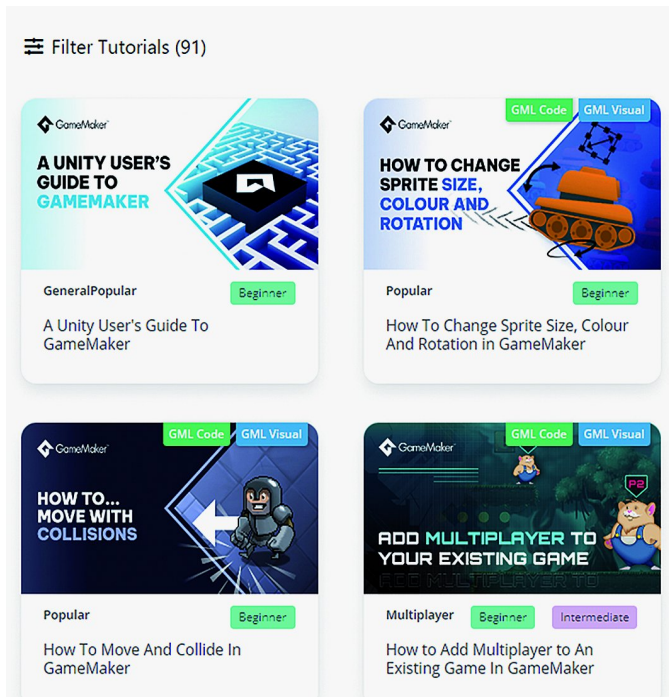 Filter Tutorials (91)
GameMaker
A UNITY USER'S
GUIDE TO
GAMEMAKER
GeneralPopular
Beginner
A Unity User's Guide To
GameMaker
GML Code
GML Visual
GameMaker
HOW TO CHANGE
SPRITE SIZE,
COLOUR AND
ROTATION
Popular
Beginner
How To Change Sprite Size, Colour
And Rotation in GameMaker
GML Code
GML Visual
GameMaker
HOW TO...
MOVE WITH
COLLISIONS
Popular
Beginner
How To Move And Collide In
GameMaker
GML Code
GML Visual
GameMaker
P2
ADD MULTIPLAYER TO
YOUR EXISTING GAME
ADD MULTIPLAYER TO
Multiplayer
Beginner
Intermediate
How to Add Multiplayer to An
Existing Game In GameMaker